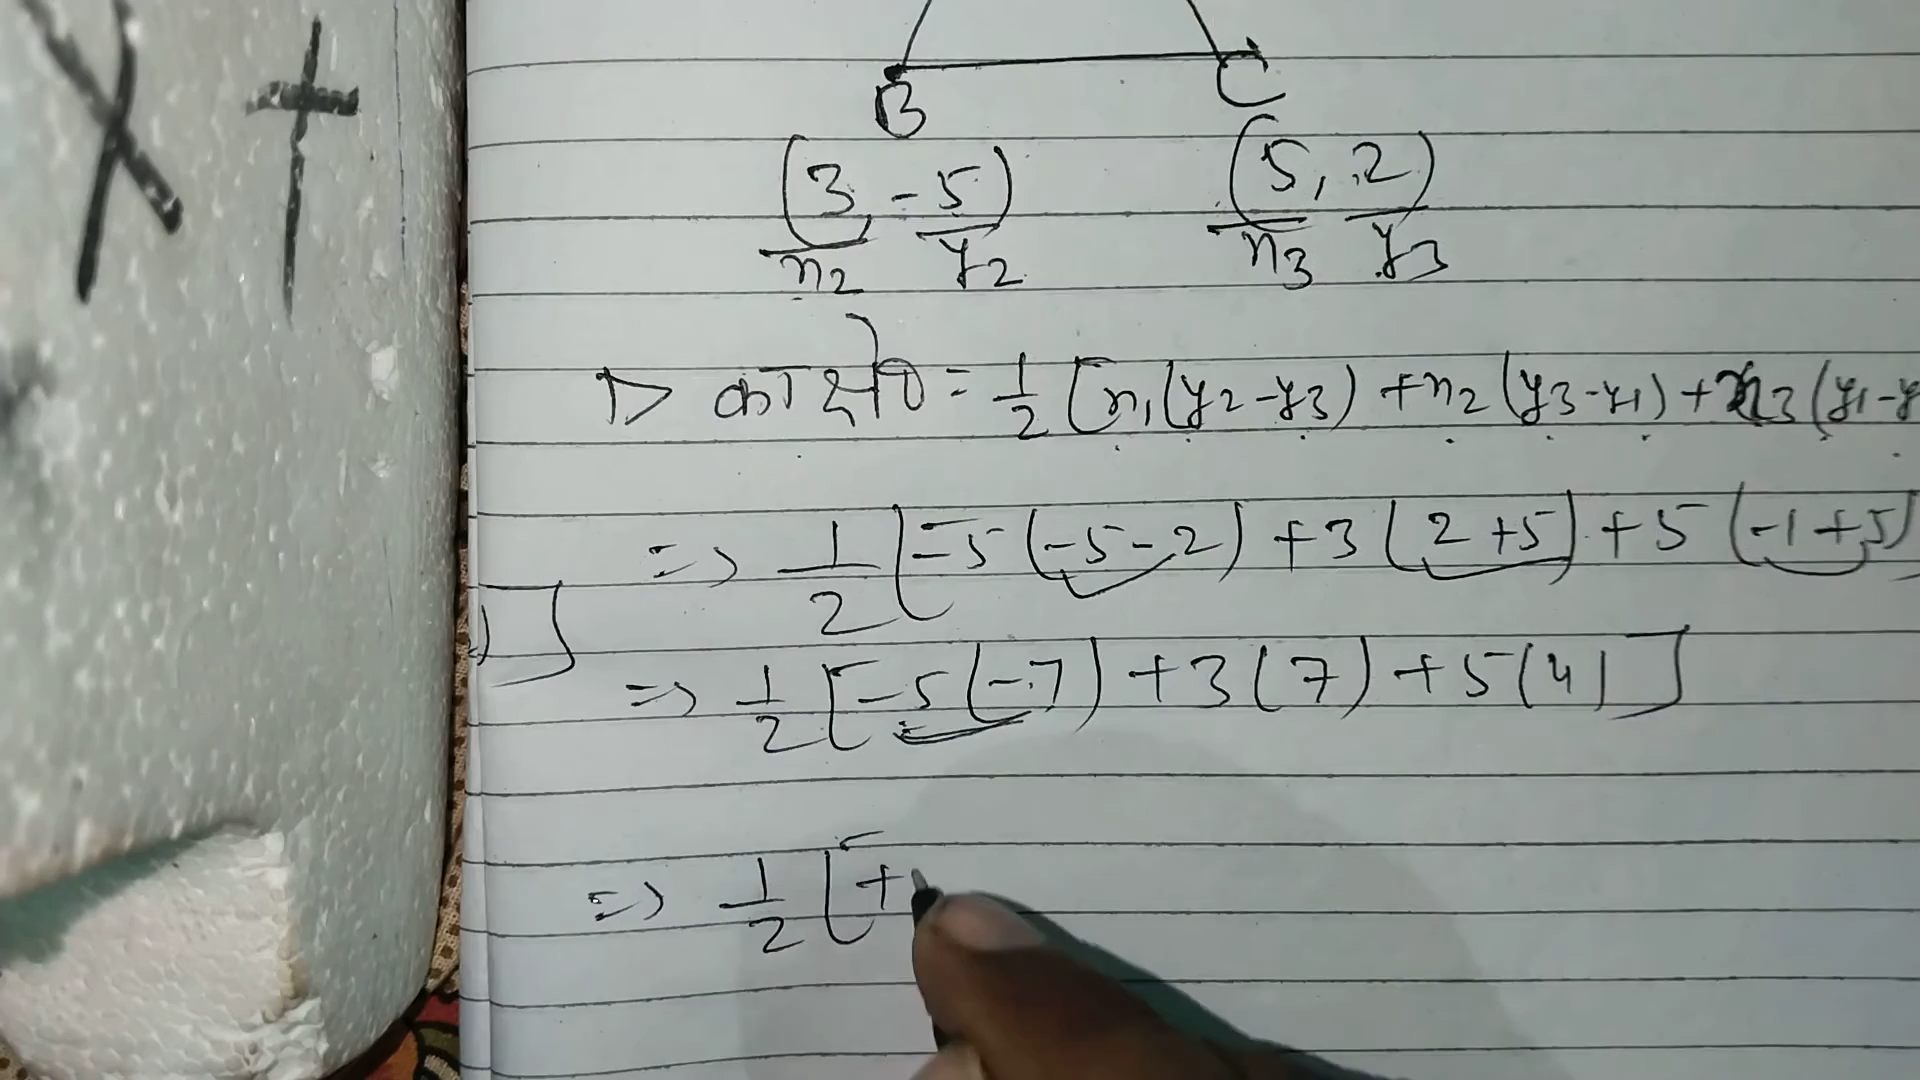 X †
B C
(3, -5) (5, 2)
x2 y2 x3 y3
Δ का क्षे० = 1/2 [x1(y2-y3) + x2(y3-y1) + x3(y1-y
=> 1/2 [-5(-5-2) + 3(2+5) + 5(-1+5)
)]
=> 1/2 [-5(-7) + 3(7) + 5(4)]
=> 1/2 [+